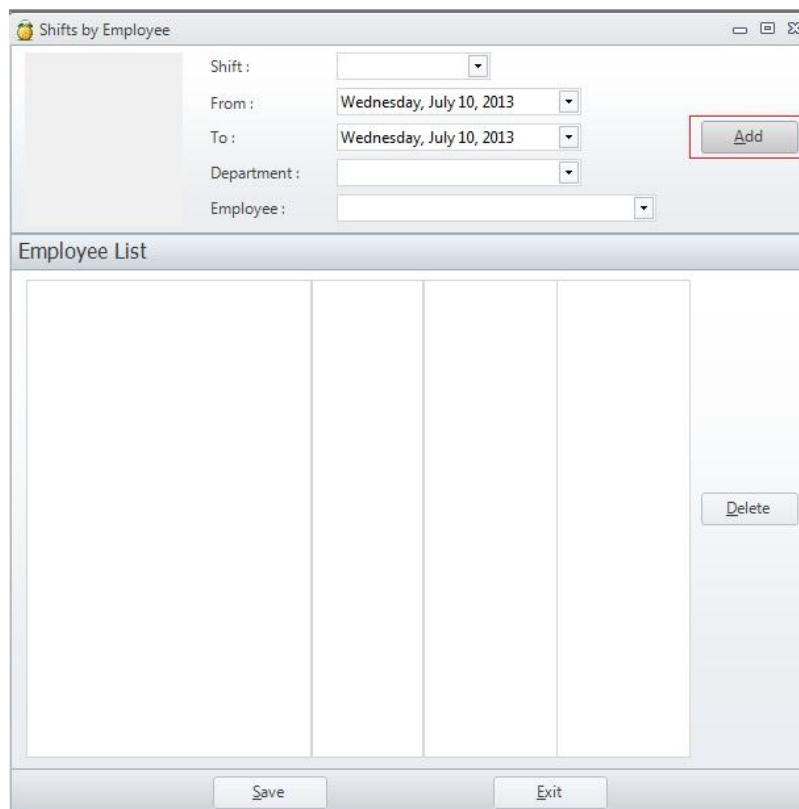 Shifts by Employee
Shift :
From : Wednesday, July 10, 2013
To : Wednesday, July 10, 2013
Add
Department :
Employee :
Employee List
Delete
Save Exit